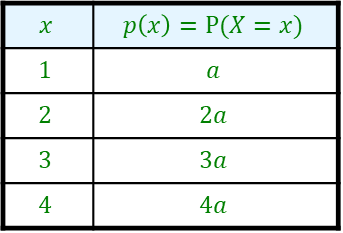 x p(x) = P(X = x)
1 a
2 2a
3 3a
4 4a